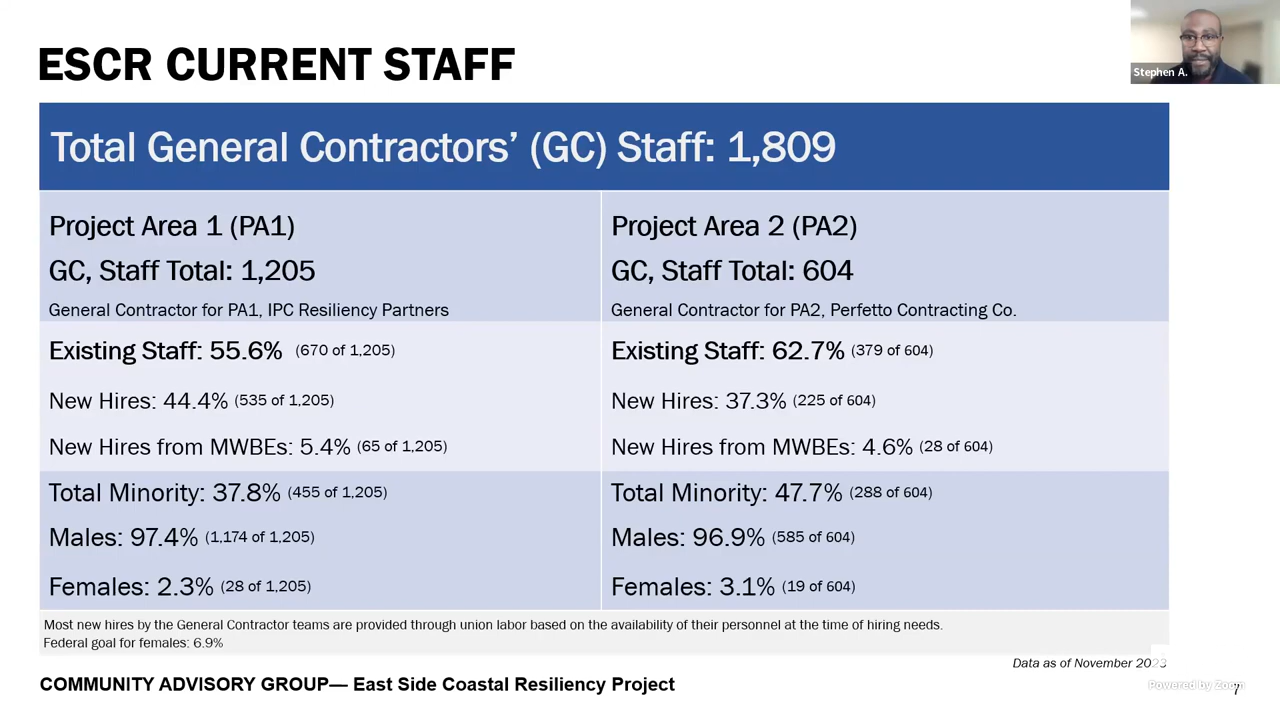 ESCR CURRENT STAFF
Stephen A.
Total General Contractors’ (GC) Staff: 1,809
Project Area 1 (PA1)
GC, Staff Total: 1,205
General Contractor for PA1, IPC Resiliency Partners
Project Area 2 (PA2)
GC, Staff Total: 604
General Contractor for PA2, Perfetto Contracting Co.
Existing Staff: 55.6% (670 of 1,205)
New Hires: 44.4% (535 of 1,205)
New Hires from MWBEs: 5.4% (65 of 1,205)
Existing Staff: 62.7% (379 of 604)
New Hires: 37.3% (225 of 604)
New Hires from MWBEs: 4.6% (28 of 604)
Total Minority: 37.8% (455 of 1,205)
Males: 97.4% (1,174 of 1,205)
Females: 2.3% (28 of 1,205)
Total Minority: 47.7% (288 of 604)
Males: 96.9% (585 of 604)
Females: 3.1% (19 of 604)
Most new hires by the General Contractor teams are provided through union labor based on the availability of their personnel at the time of hiring needs.
Federal goal for females: 6.9%
Data as of November 2023
COMMUNITY ADVISORY GROUP— East Side Coastal Resiliency Project
Powered by Zoom
7